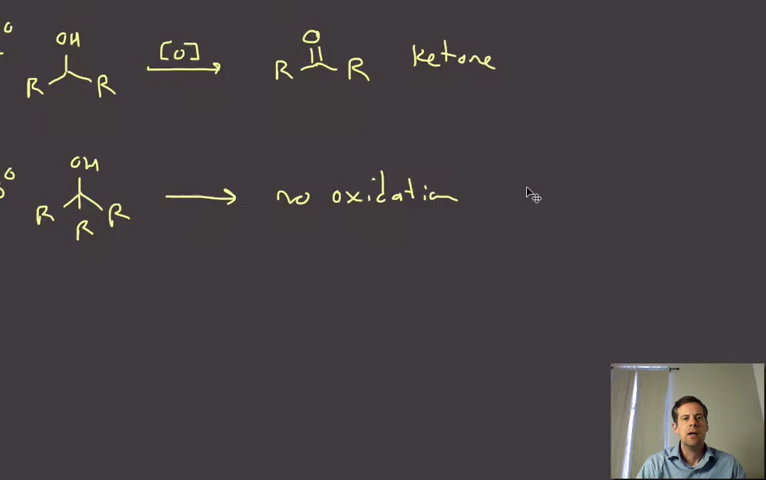 o
OH
[O]
O
R R
R R
ketone
o
OH
R R
R
no oxidation